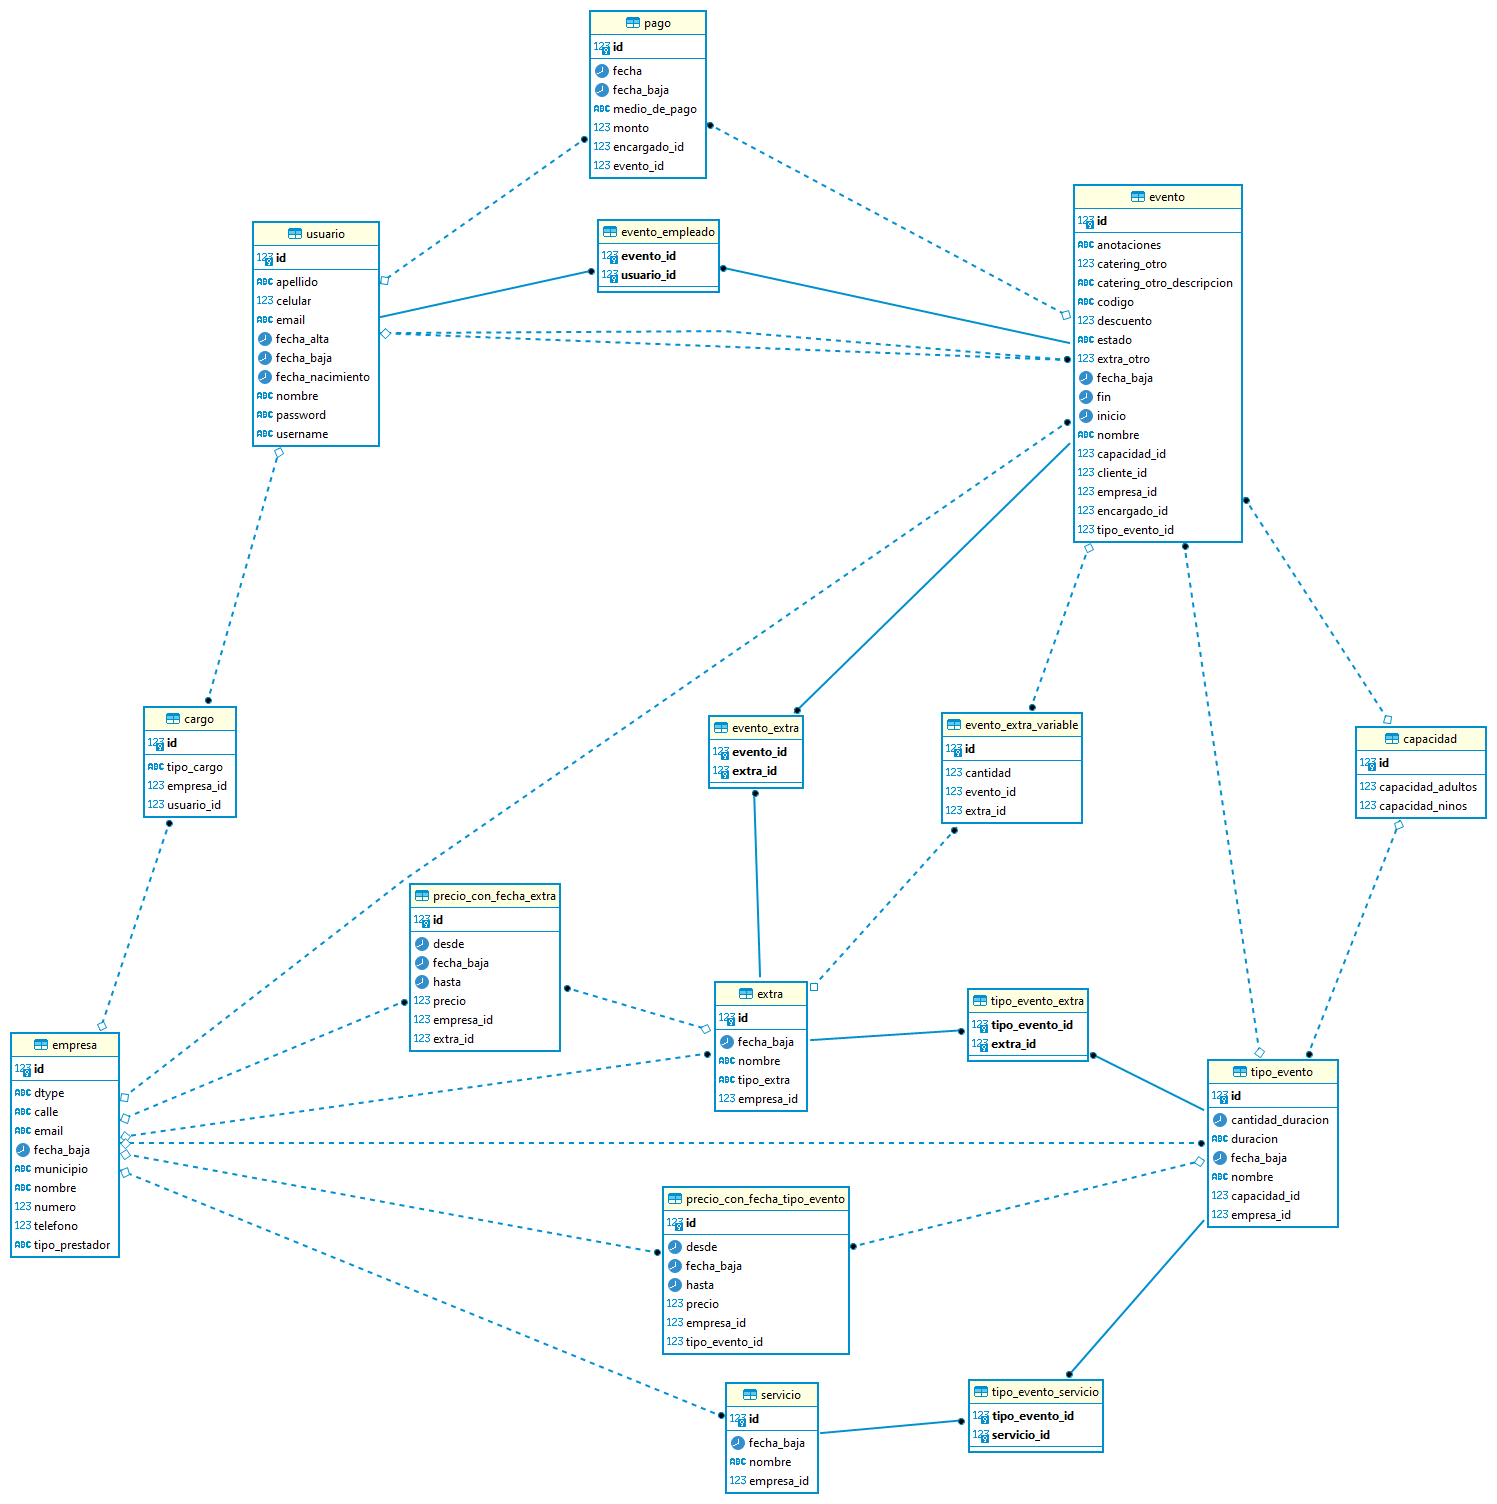 pago
123 id
fecha
fecha_baja
ABC medio_de_pago
123 monto
123 encargado_id
123 evento_id
evento
123 id
ABC anotaciones
123 catering_otro
ABC catering_otro_descripcion
ABC codigo
123 descuento
ABC estado
123 extra_otro
fecha_baja
fin
inicio
ABC nombre
123 capacidad_id
123 cliente_id
123 empresa_id
123 encargado_id
123 tipo_evento_id
usuario
123 id
ABC apellido
123 celular
ABC email
fecha_alta
fecha_baja
fecha_nacimiento
ABC nombre
ABC password
ABC username
evento_empleado
123 evento_id
123 usuario_id
cargo
123 id
ABC tipo_cargo
123 empresa_id
123 usuario_id
evento_extra
123 evento_id
123 extra_id
evento_extra_variable
123 id
123 cantidad
123 evento_id
123 extra_id
capacidad
123 id
123 capacidad_adultos
123 capacidad_ninos
precio_con_fecha_extra
123 id
desde
fecha_baja
hasta
123 precio
123 empresa_id
123 extra_id
extra
123 id
fecha_baja
ABC nombre
ABC tipo_extra
123 empresa_id
tipo_evento_extra
123 tipo_evento_id
123 extra_id
empresa
123 id
ABC dtype
ABC calle
ABC email
fecha_baja
ABC municipio
ABC nombre
123 numero
123 telefono
ABC tipo_prestador
tipo_evento
123 id
cantidad_duracion
ABC duracion
fecha_baja
ABC nombre
123 capacidad_id
123 empresa_id
precio_con_fecha_tipo_evento
123 id
desde
fecha_baja
hasta
123 precio
123 empresa_id
123 tipo_evento_id
servicio
123 id
fecha_baja
ABC nombre
123 empresa_id
tipo_evento_servicio
123 tipo_evento_id
123 servicio_id